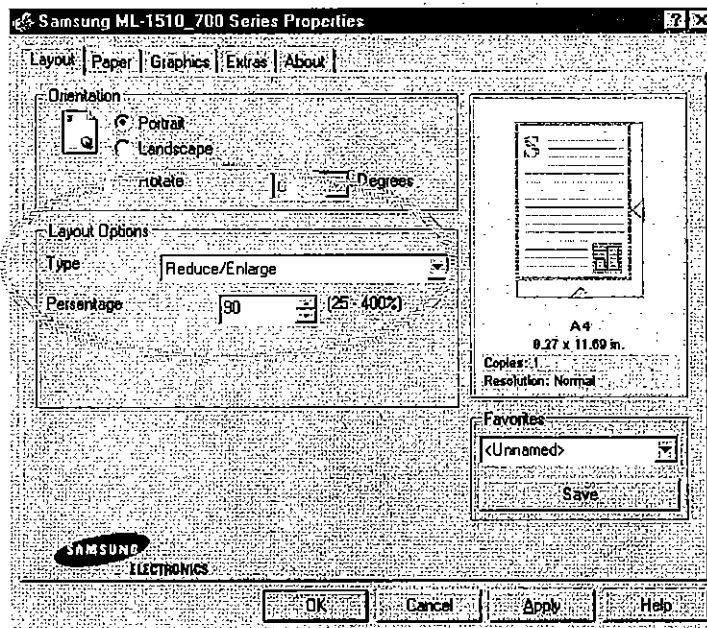 Samsung ML-1510_700 Series Properties
Layout Paper Graphics Extras About
Orientation
Portrait
Landscape
Rotate Degrees
Layout Options
Type Reduce/Enlarge
Persentage 90 (25 - 400%)
A4
8.27 x 11.69 in.
Copies: 1
Resolution: Normal
Favorites
<Unnamed>
Save
SAMSUNG
ELECTRONICS
OK Cancel Apply Help